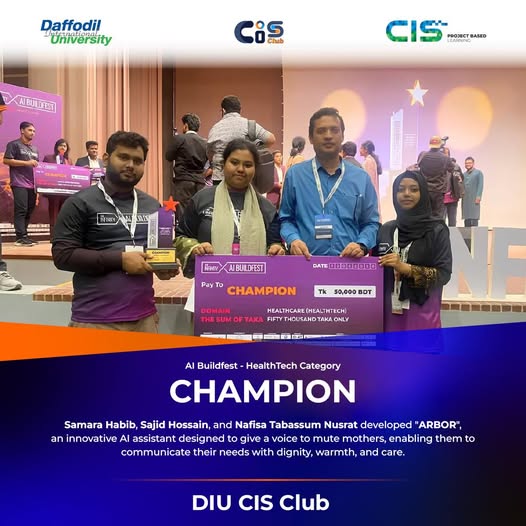 Daffodil
International
University
CIS
Club
CIS
PROJECT BASED
LEARNING
AI BUILDFEST
CHAMPION
AI BUILDFEST
DATE
Pay To CHAMPION Tk 50,000 BDT
DOMAIN HEALTHCARE (HEALTHTECH)
THE SUM OF TAKA FIFTY THOUSAND TAKA ONLY
AI Buildfest - HealthTech Category
CHAMPION
Samara Habib, Sajid Hossain, and Nafisa Tabassum Nusrat developed "ARBOR",
an innovative AI assistant designed to give a voice to mute mothers, enabling them to
communicate their needs with dignity, warmth, and care.
DIU CIS Club